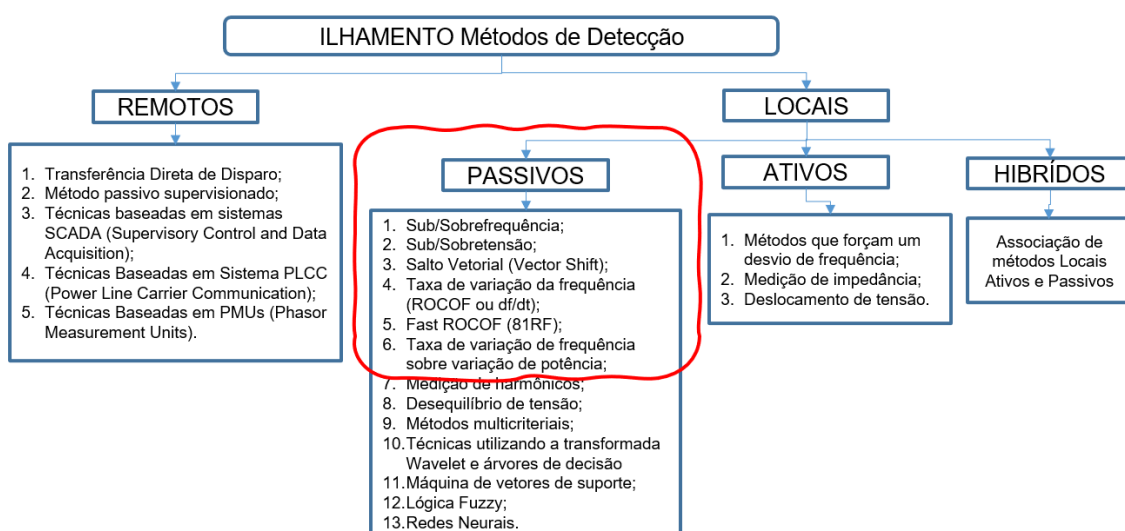 ILHAMENTO Métodos de Detecção
REMOTOS
1. Transferência Direta de Disparo;
2. Método passivo supervisionado;
3. Técnicas baseadas em sistemas
SCADA (Supervisory Control and Data
Acquisition);
4. Técnicas Baseadas em Sistema PLCC
(Power Line Carrier Communication);
5. Técnicas Baseadas em PMUs (Phasor
Measurement Units).
LOCAIS
PASSIVOS
1. Sub/Sobrefrequência;
2. Sub/Sobretensão;
3. Salto Vetorial (Vector Shift);
4. Taxa de variação da frequência
(ROCOF ou df/dt);
5. Fast ROCOF (81RF);
6. Taxa de variação de frequência
sobre variação de potência;
7. Medição de harmônicos;
8. Desequilíbrio de tensão;
9. Métodos multicriteriais;
10.Técnicas utilizando a transformada
Wavelet e árvores de decisão
11.Máquina de vetores de suporte;
12.Lógica Fuzzy;
13.Redes Neurais.
ATIVOS
1. Métodos que forçam um
desvio de frequência;
2. Medição de impedância;
3. Deslocamento de tensão.
HIBRÍDOS
Associação de
métodos Locais
Ativos e Passivos